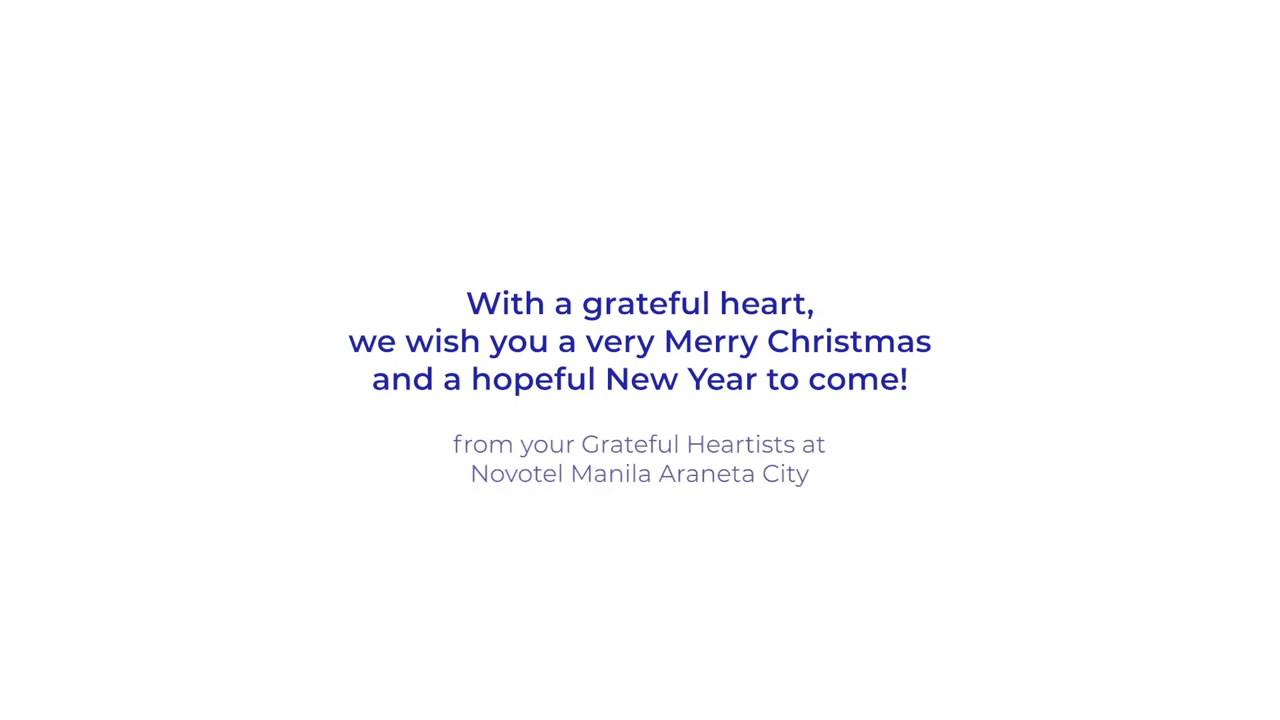 With a grateful heart,
we wish you a very Merry Christmas
and a hopeful New Year to come!
from your Grateful Heartists at
Novotel Manila Araneta City